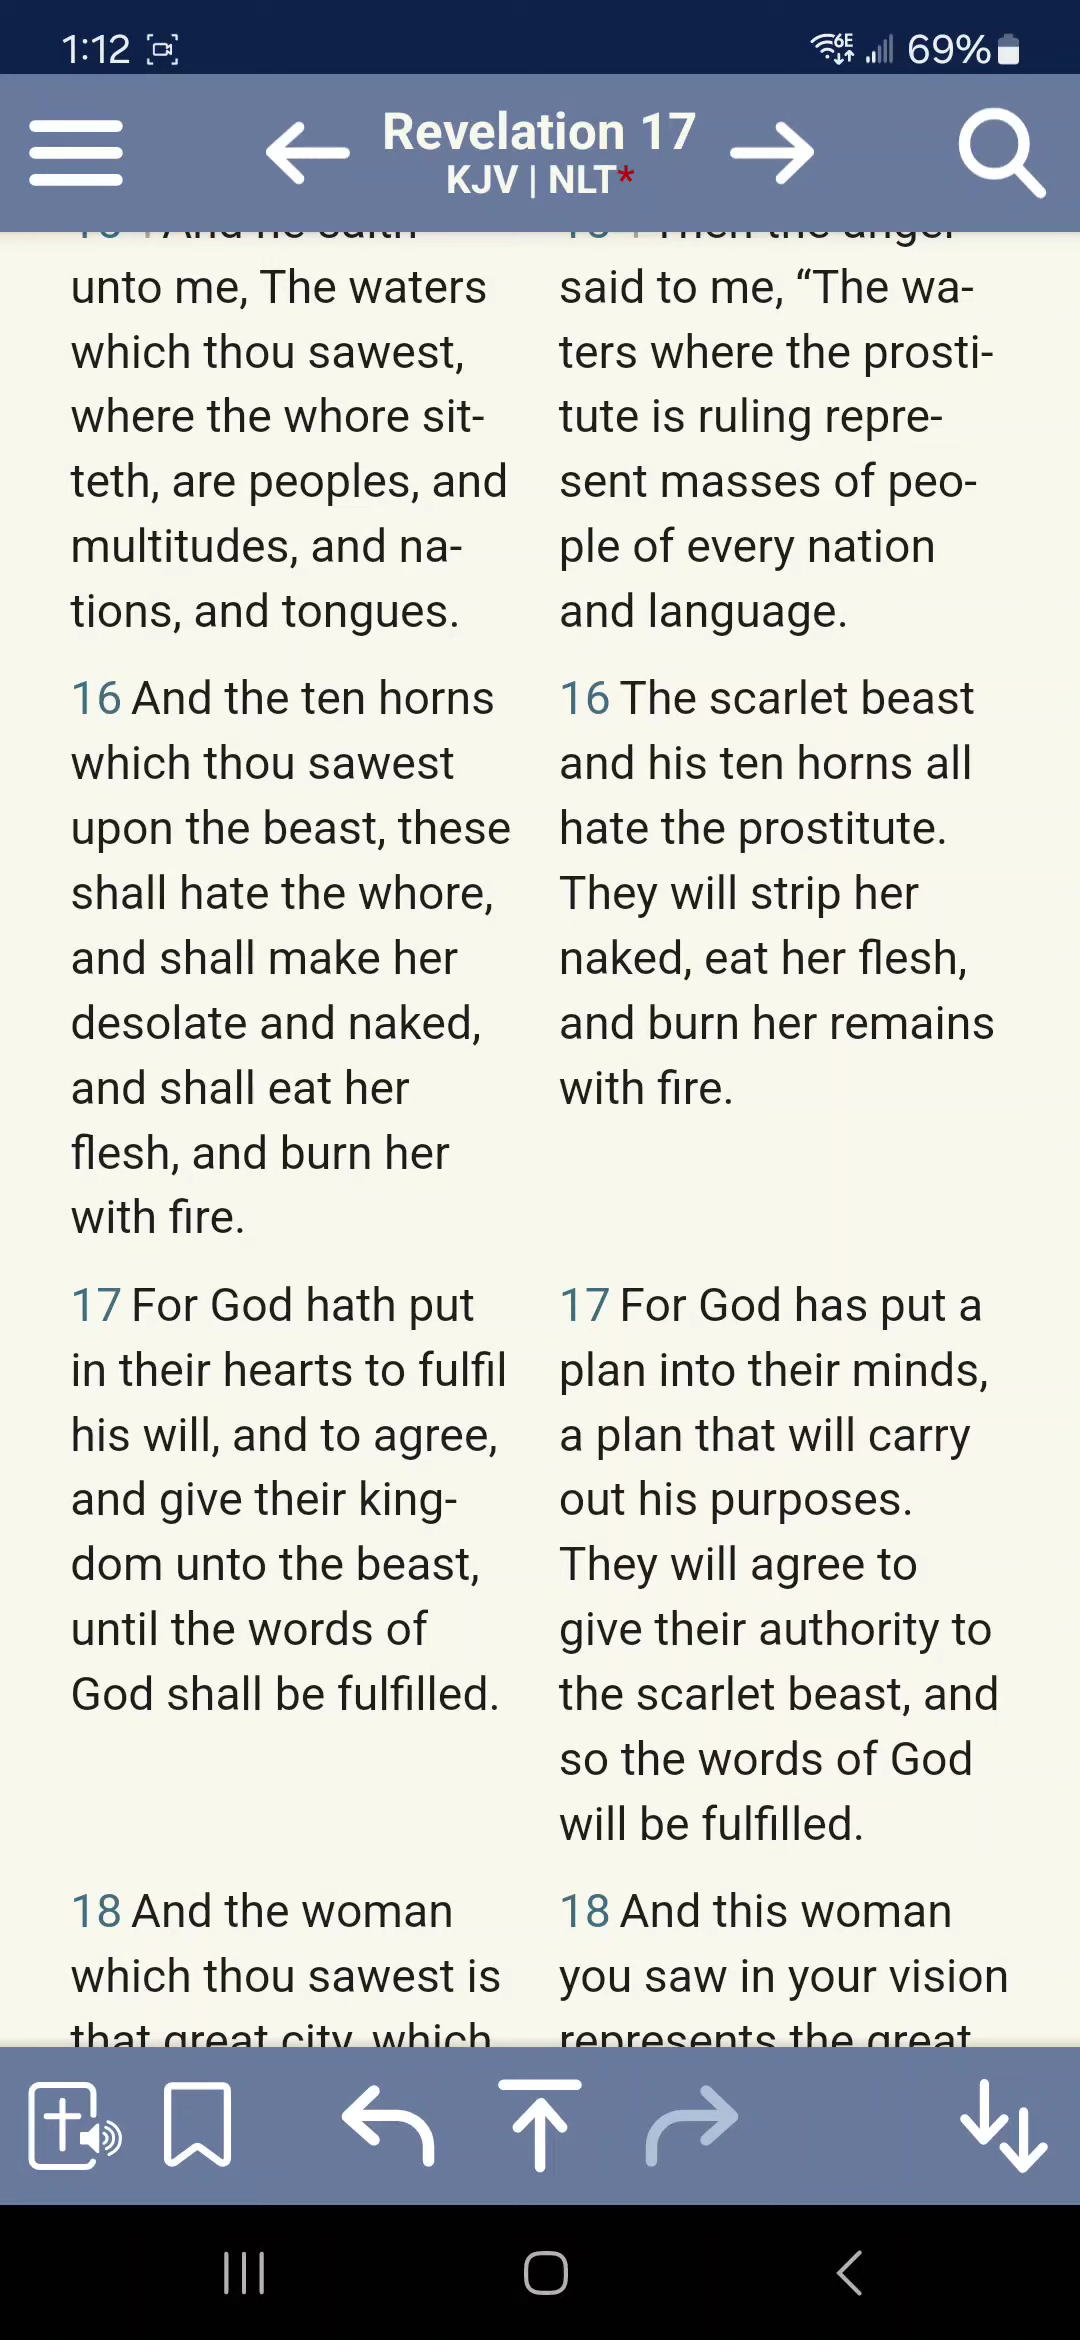 1:12
6E
69%
Revelation 17
KJV | NLT*
unto me, The waters
which thou sawest,
where the whore sit-
teth, are peoples, and
multitudes, and na-
tions, and tongues.
16 And the ten horns
which thou sawest
upon the beast, these
shall hate the whore,
and shall make her
desolate and naked,
and shall eat her
flesh, and burn her
with fire.
17 For God hath put
in their hearts to fulfil
his will, and to agree,
and give their king-
dom unto the beast,
until the words of
God shall be fulfilled.
18 And the woman
which thou sawest is
that great city, which
said to me, “The wa-
ters where the prosti-
tute is ruling repre-
sent masses of peo-
ple of every nation
and language.
16 The scarlet beast
and his ten horns all
hate the prostitute.
They will strip her
naked, eat her flesh,
and burn her remains
with fire.
17 For God has put a
plan into their minds,
a plan that will carry
out his purposes.
They will agree to
give their authority to
the scarlet beast, and
so the words of God
will be fulfilled.
18 And this woman
you saw in your vision
represents the great